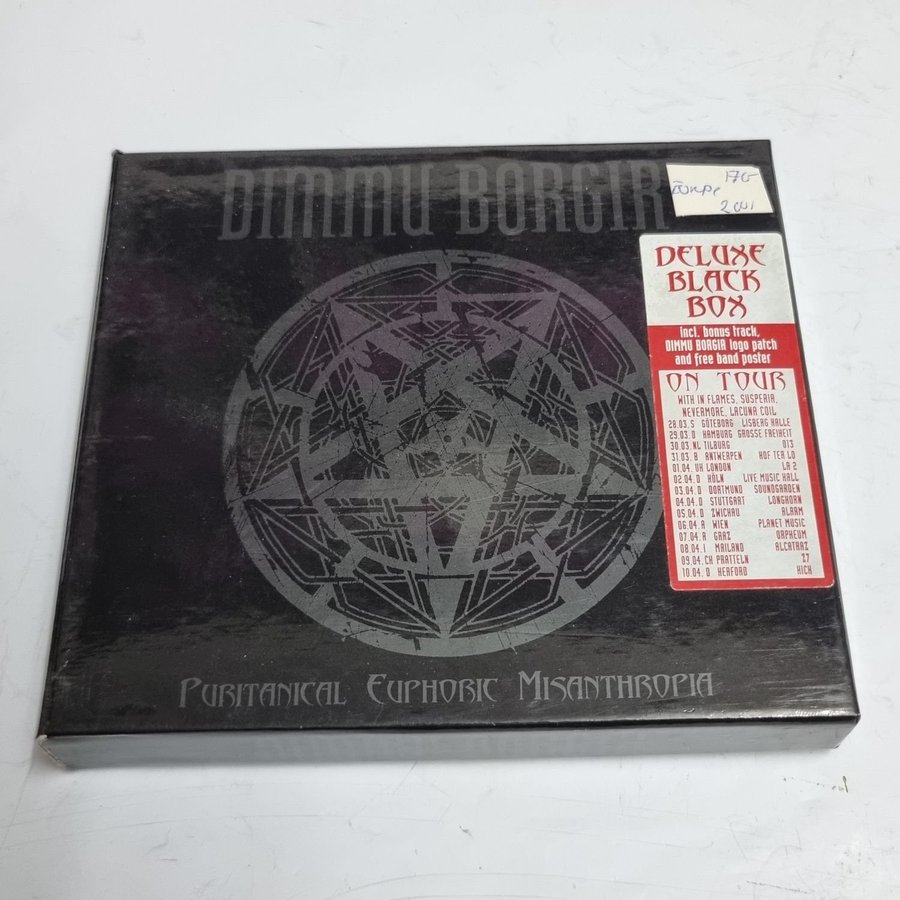 DIMMU BORGIR
170
Europe
2001
DELUXE
BLACK
BOX
incl. bonus track,
DIMMU BORGIR logo patch
and free band poster
ON TOUR
WITH IN FLAMES, SUSPERIA,
NEVERMORE, LACUNA COIL
28.03. S GÖTEBORG LISBERG HALLE
29.03. D HAMBURG GROSSE FREIHEIT
30.03. NL TILBURG 013
31.03. B ANTWERPEN HOF TER LO
01.04. UK LONDON LA 2
02.04. D KÖLN LIVE MUSIC HALL
03.04. D DORTMUND SOUNDGARDEN
04.04. D STUTTGART LONGHORN
05.04. D ZWICKAU ALARM
06.04. A WIEN PLANET MUSIC
07.04. A GRAZ ORPHEUM
08.04. I MAILAND ALCATRAZ
09.04. CH PRATTELN Z7
10.04. D HERFORD KICK
PURITANICAL EUPHORIC MISANTHROPIA